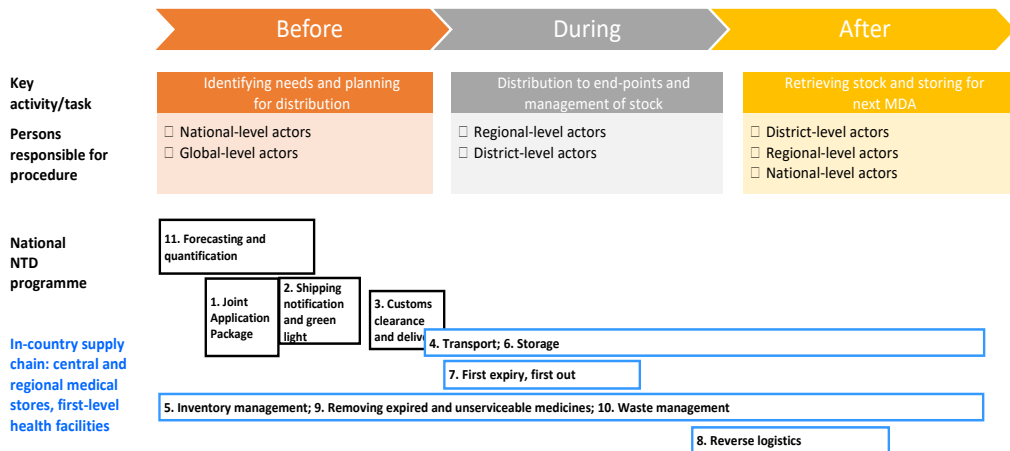 Before
During
After
Key
activity/task
Identifying needs and planning
for distribution
Distribution to end-points and
management of stock
Retrieving stock and storing for
next MDA
Persons
responsible for
procedure
National-level actors
Global-level actors
Regional-level actors
District-level actors
District-level actors
Regional-level actors
National-level actors
National
NTD
programme
11. Forecasting and
quantification
1. Joint
Application
Package
2. Shipping
notification
and green
light
3. Customs
clearance
and delive
In-country supply
chain: central and
regional medical
stores, first-level
health facilities
4. Transport; 6. Storage
7. First expiry, first out
5. Inventory management; 9. Removing expired and unserviceable medicines; 10. Waste management
8. Reverse logistics